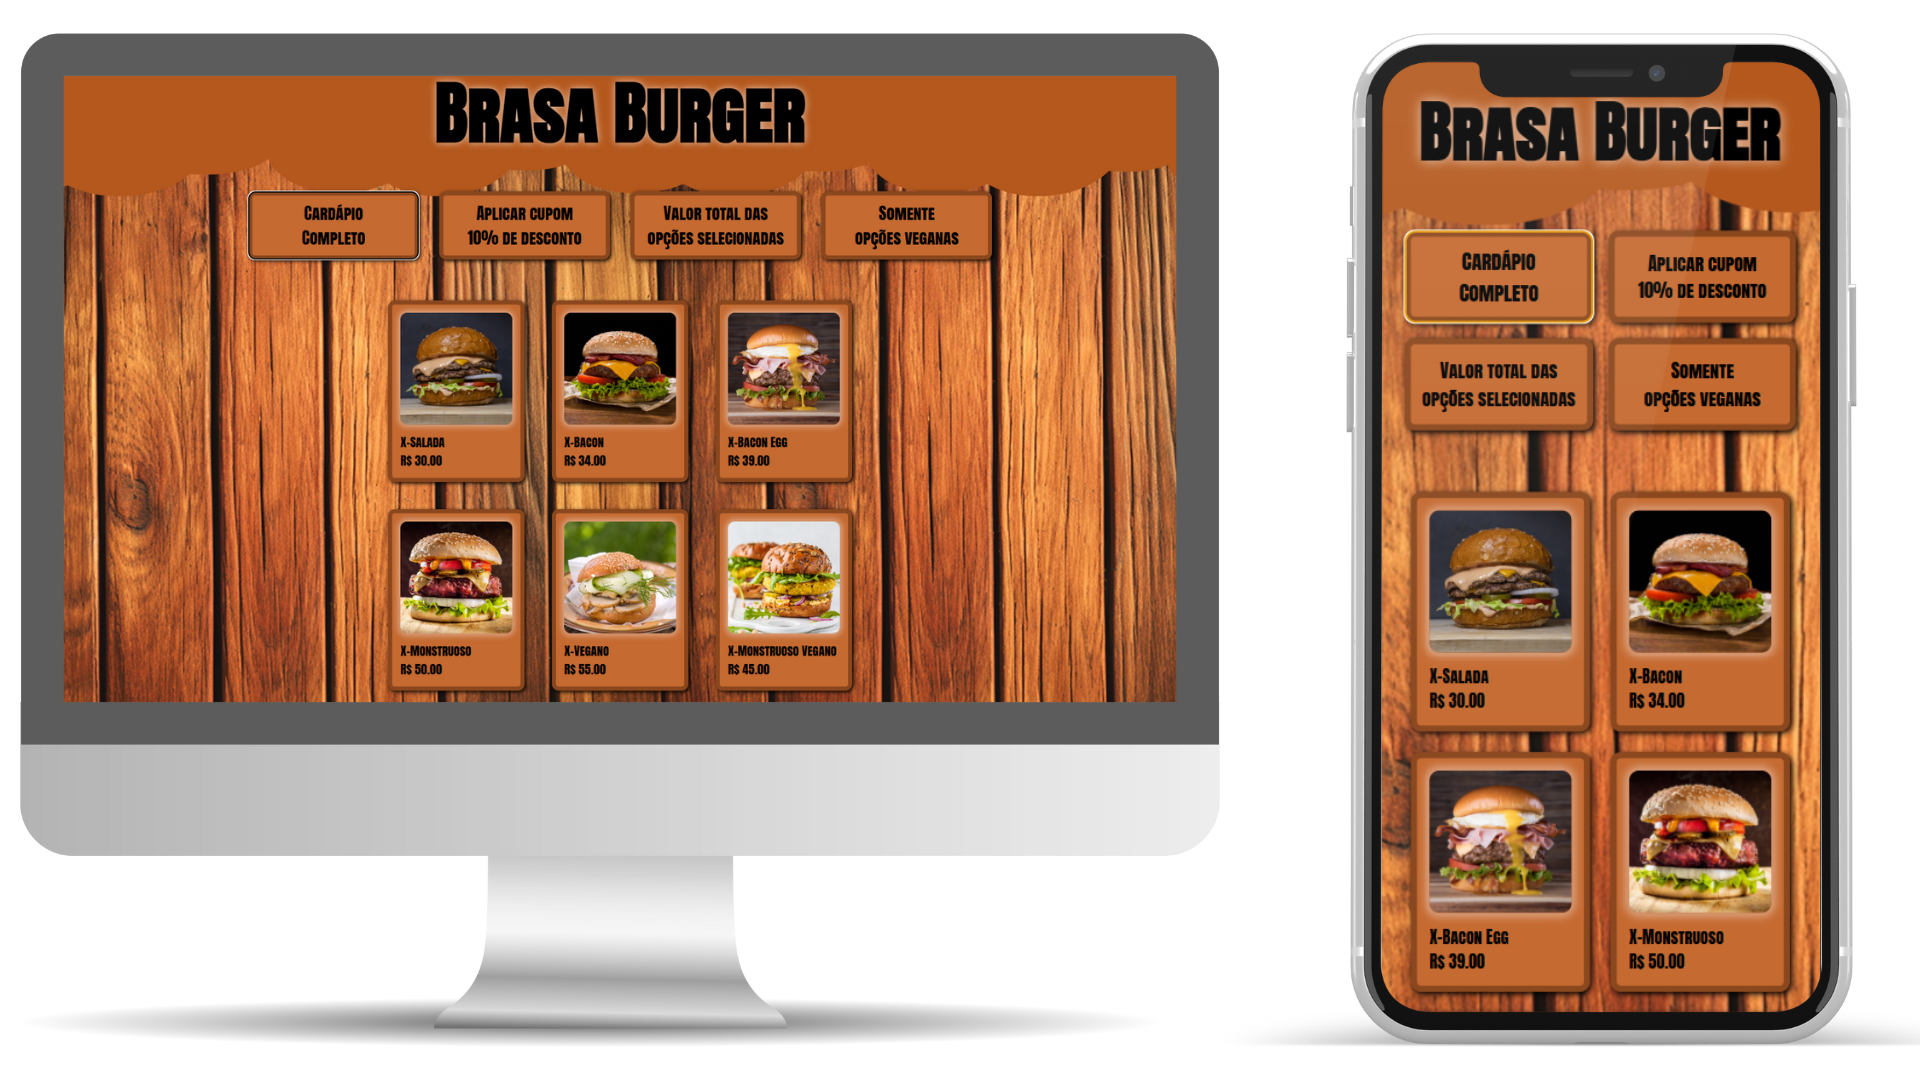 Brasa Burger
Cardápio
Completo
Aplicar cupom
10% de desconto
Valor total das
opções selecionadas
Somente
opções veganas
X-Salada
R$ 30.00
X-Bacon
R$ 34.00
X-Bacon Egg
R$ 39.00
X-Monstruoso
R$ 50.00
X-Vegano
R$ 55.00
X-Monstruoso Vegano
R$ 45.00
Brasa Burger
Cardápio
Completo
Aplicar cupom
10% de desconto
Valor total das
opções selecionadas
Somente
opções veganas
X-Salada
R$ 30.00
X-Bacon
R$ 34.00
X-Bacon Egg
R$ 39.00
X-Monstruoso
R$ 50.00